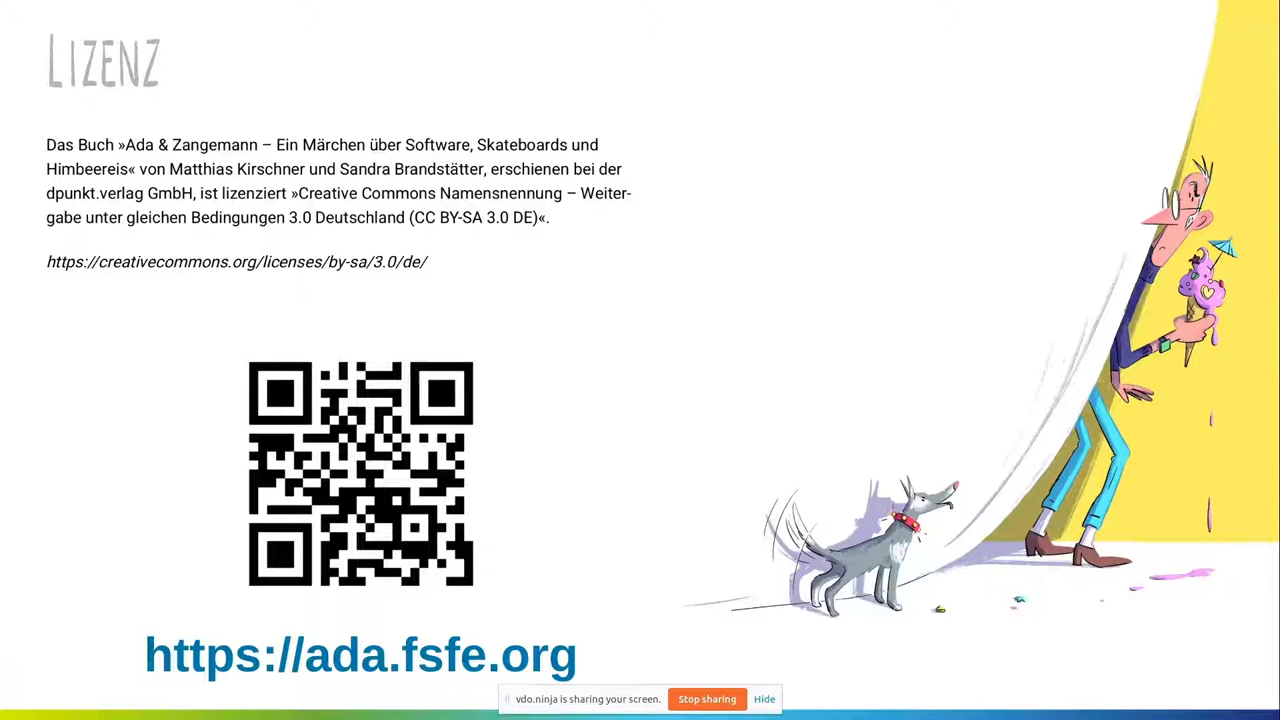 LIZENZ
Das Buch »Ada & Zangemann – Ein Märchen über Software, Skateboards und
Himbeereis« von Matthias Kirschner und Sandra Brandstätter, erschienen bei der
dpunkt.verlag GmbH, ist lizenziert »Creative Commons Namensnennung – Weiter-
gabe unter gleichen Bedingungen 3.0 Deutschland (CC BY-SA 3.0 DE)«.
https://creativecommons.org/licenses/by-sa/3.0/de/
https://ada.fsfe.org
vdo.ninja is sharing your screen. Stop sharing Hide